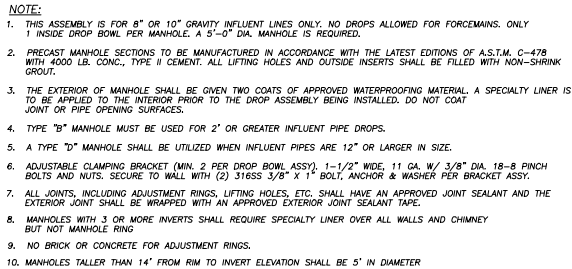 NOTE:
1. THIS ASSEMBLY IS FOR 8" OR 10" GRAVITY INFLUENT LINES ONLY. NO DROPS ALLOWED FOR FORCEMAINS. ONLY
1 INSIDE DROP BOWL PER MANHOLE. A 5'-0" DIA. MANHOLE IS REQUIRED.
2. PRECAST MANHOLE SECTIONS TO BE MANUFACTURED IN ACCORDANCE WITH THE LATEST EDITIONS OF A.S.T.M. C-478
WITH 4000 LB. CONC., TYPE II CEMENT. ALL LIFTING HOLES AND OUTSIDE INSERTS SHALL BE FILLED WITH NON-SHRINK
GROUT.
3. THE EXTERIOR OF MANHOLE SHALL BE GIVEN TWO COATS OF APPROVED WATERPROOFING MATERIAL. A SPECIALTY LINER IS
TO BE APPLIED TO THE INTERIOR PRIOR TO THE DROP ASSEMBLY BEING INSTALLED. DO NOT COAT
JOINT OR PIPE OPENING SURFACES.
4. TYPE "B" MANHOLE MUST BE USED FOR 2' OR GREATER INFLUENT PIPE DROPS.
5. A TYPE "D" MANHOLE SHALL BE UTILIZED WHEN INFLUENT PIPES ARE 12" OR LARGER IN SIZE.
6. ADJUSTABLE CLAMPING BRACKET (MIN. 2 PER DROP BOWL ASSY). 1-1/2" WIDE, 11 GA. W/ 3/8" DIA. 18-8 PINCH
BOLTS AND NUTS. SECURE TO WALL WITH (2) 316SS 3/8" X 1" BOLT, ANCHOR & WASHER PER BRACKET ASSY.
7. ALL JOINTS, INCLUDING ADJUSTMENT RINGS, LIFTING HOLES, ETC. SHALL HAVE AN APPROVED JOINT SEALANT AND THE
EXTERIOR JOINT SHALL BE WRAPPED WITH AN APPROVED EXTERIOR JOINT SEALANT TAPE.
8. MANHOLES WITH 3 OR MORE INVERTS SHALL REQUIRE SPECIALTY LINER OVER ALL WALLS AND CHIMNEY
BUT NOT MANHOLE RING
9. NO BRICK OR CONCRETE FOR ADJUSTMENT RINGS.
10. MANHOLES TALLER THAN 14' FROM RIM TO INVERT ELEVATION SHALL BE 5' IN DIAMETER